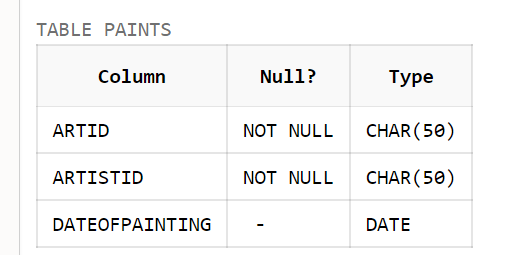 TABLE PAINTS
Column Null? Type
ARTID NOT NULL CHAR(50)
ARTISTID NOT NULL CHAR(50)
DATEOFPAINTING - DATE